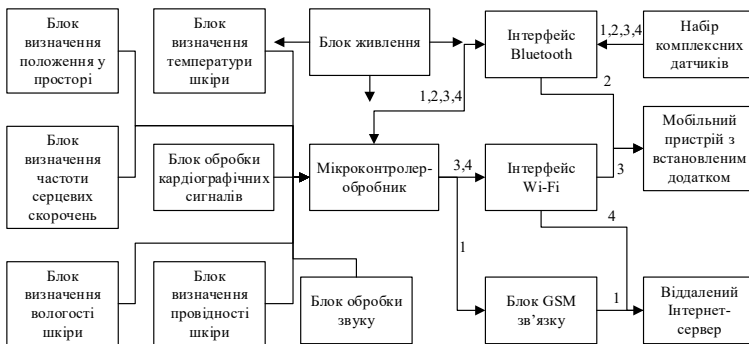 Блок
визначення
положення у
просторі
Блок
визначення
температури
шкіри
Блок живлення
Інтерфейс
Bluetooth
1,2,3,4
Набір
комплексних
датчиків
1,2,3,4
2
Мобільний
пристрій з
встановленим
додатком
Блок
визначення
частоти
серцевих
скорочень
Блок обробки
кардіографічних
сигналів
Мікроконтролер-
обробник
3,4
Інтерфейс
Wi-Fi
3
4
1
Блок
визначення
вологості
шкіри
Блок
визначення
провідності
шкіри
Блок обробки
звуку
Блок GSM
зв’язку
1
Віддалений
Інтернет-
сервер